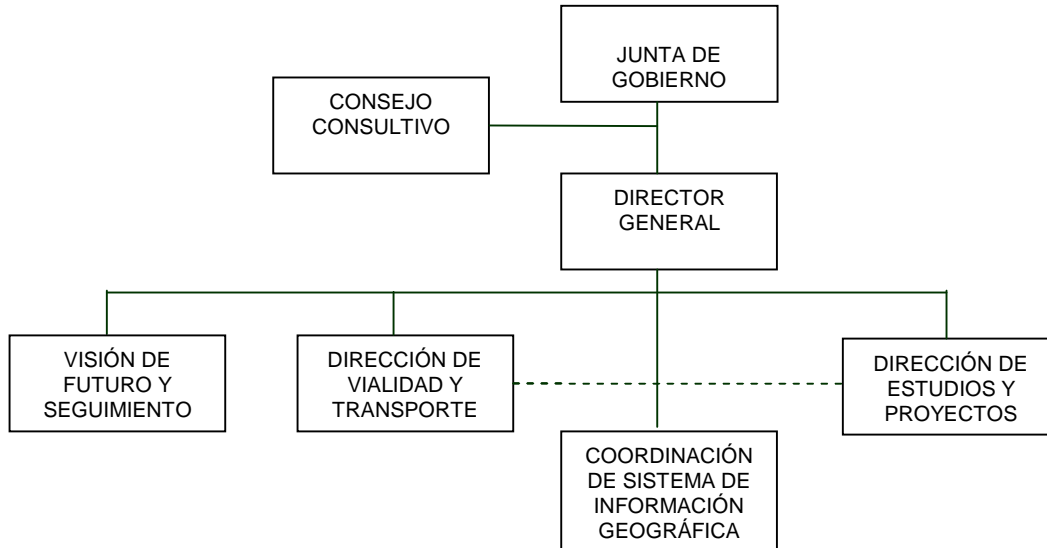 JUNTA DE
GOBIERNO
CONSEJO
CONSULTIVO
DIRECTOR
GENERAL
VISIÓN DE
FUTURO Y
SEGUIMIENTO
DIRECCIÓN DE
VIALIDAD Y
TRANSPORTE
DIRECCIÓN DE
ESTUDIOS Y
PROYECTOS
COORDINACIÓN
DE SISTEMA DE
INFORMACIÓN
GEOGRÁFICA